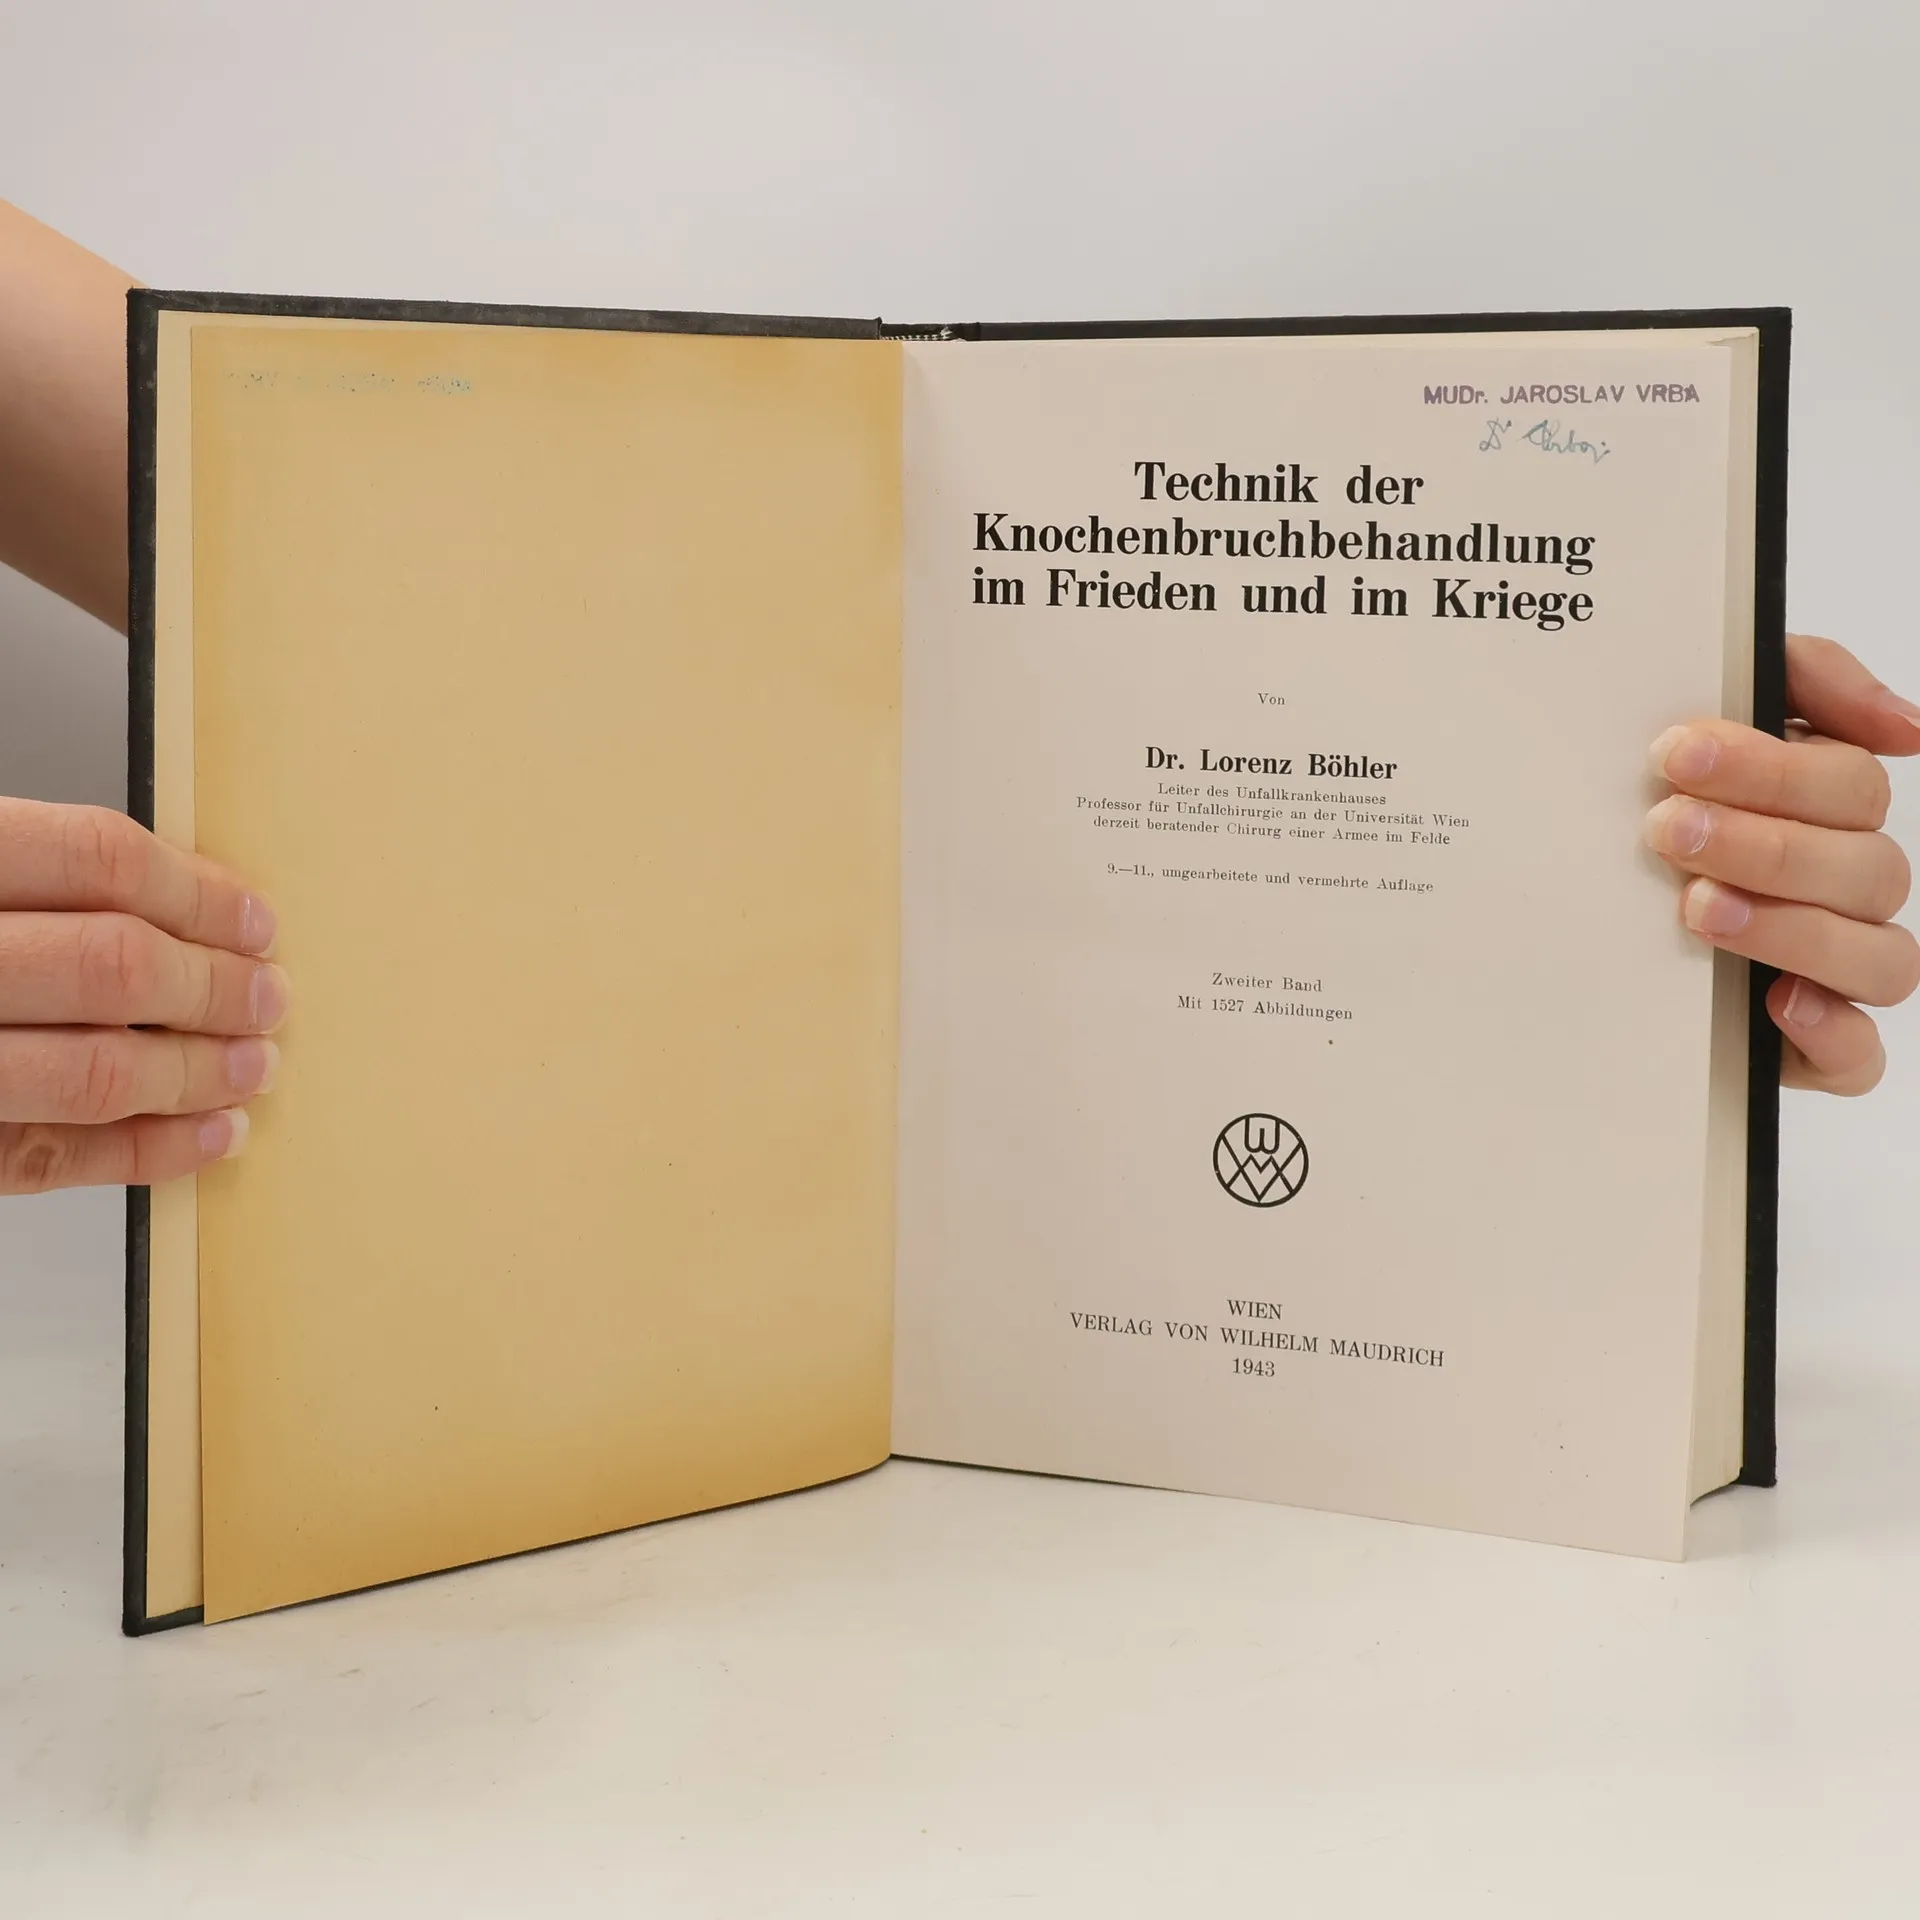 MUDr. JAROSLAV VRBA
Technik der
Knochenbruchbehandlung
im Frieden und im Kriege
Von
Dr. Lorenz Böhler
Leiter des Unfallkrankenhauses
Professor für Unfallchirurgie an der Universität Wien
derzeit beratender Chirurg einer Armee im Felde
9.—11., umgearbeitete und vermehrte Auflage
Zweiter Band
Mit 1527 Abbildungen
WIEN
VERLAG VON WILHELM MAUDRICH
1943